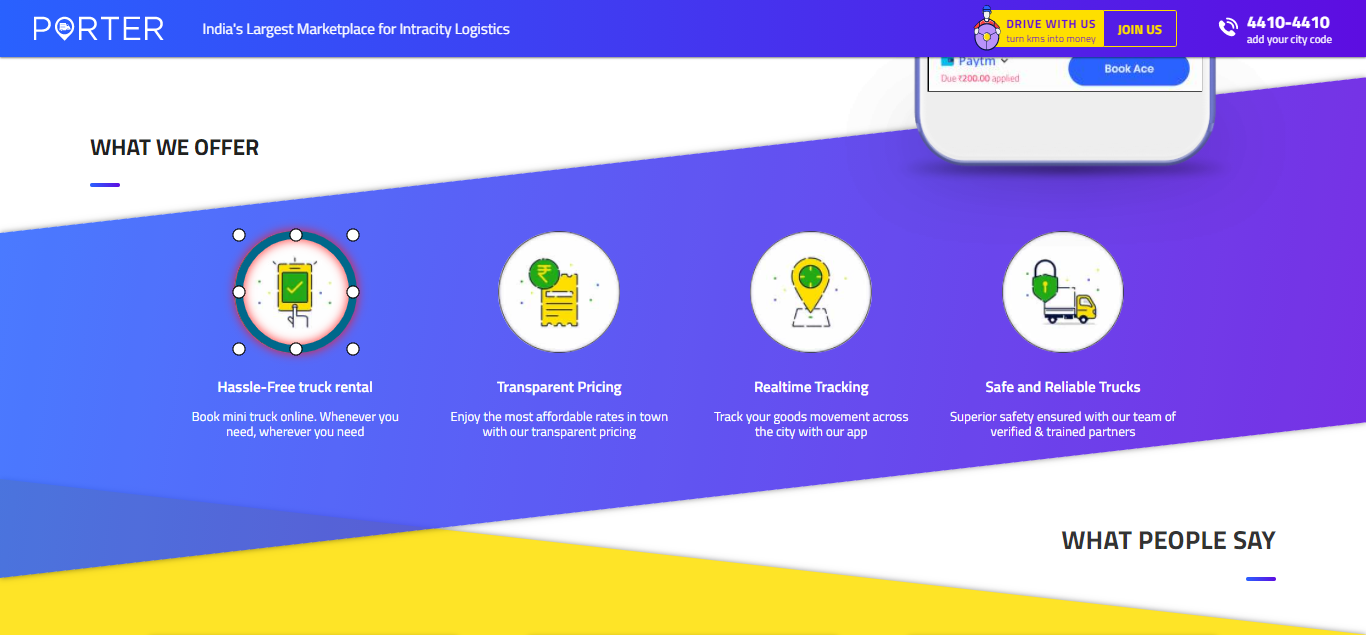 PORTER
India's Largest Marketplace for Intracity Logistics
DRIVE WITH US
turn kms into money
JOIN US
4410-4410
add your city code
Paytm
Due ₹200.00 applied
Book Ace
WHAT WE OFFER
₹
Hassle-Free truck rental
Book mini truck online. Whenever you
need, wherever you need
Transparent Pricing
Enjoy the most affordable rates in town
with our transparent pricing
Realtime Tracking
Track your goods movement across
the city with our app
Safe and Reliable Trucks
Superior safety ensured with our team of
verified & trained partners
WHAT PEOPLE SAY